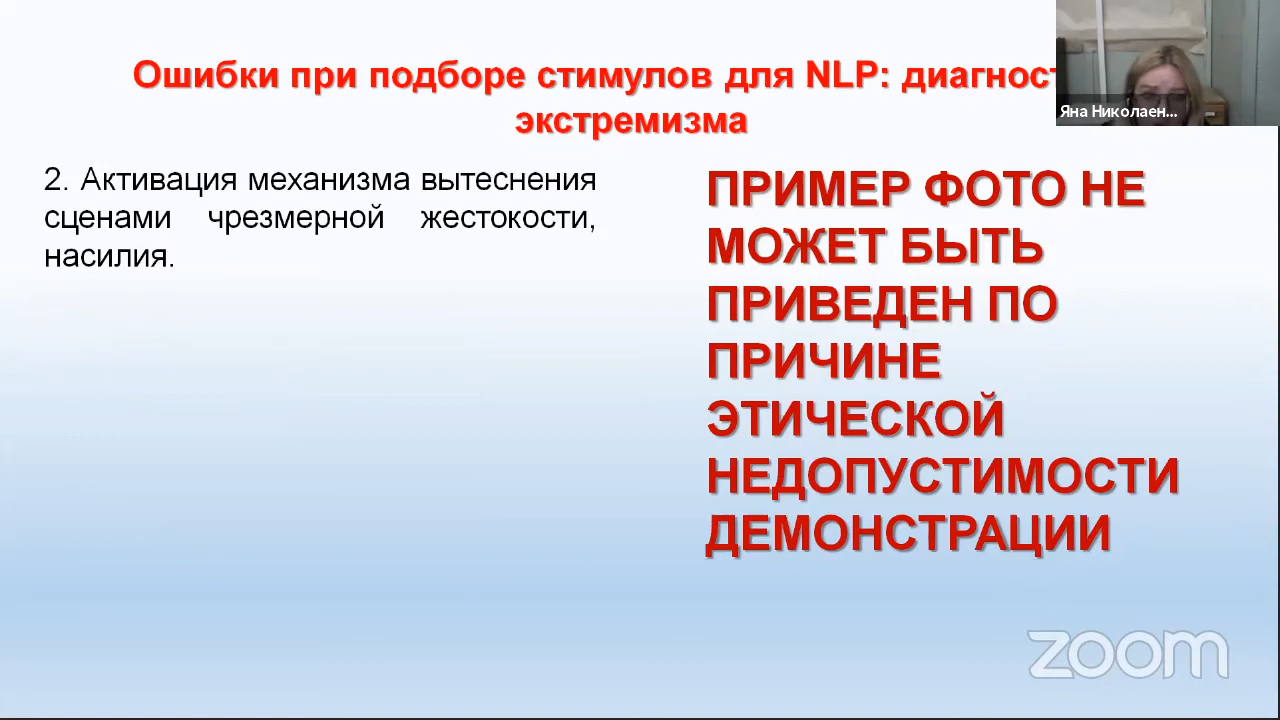 Ошибки при подборе стимулов для NLP: диагност
экстремизма
Яна Николаен...
2. Активация механизма вытеснения
сценами чрезмерной жестокости,
насилия.
ПРИМЕР ФОТО НЕ
МОЖЕТ БЫТЬ
ПРИВЕДЕН ПО
ПРИЧИНЕ
ЭТИЧЕСКОЙ
НЕДОПУСТИМОСТИ
ДЕМОНСТРАЦИИ
zoom